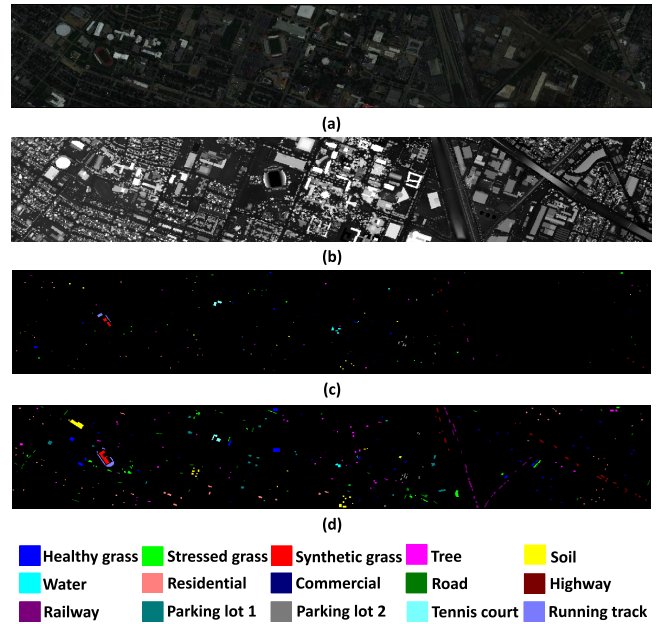 (a)
(b)
(c)
(d)
Healthy grass Stressed grass Synthetic grass Tree Soil
Water Residential Commercial Road Highway
Railway Parking lot 1 Parking lot 2 Tennis court Running track